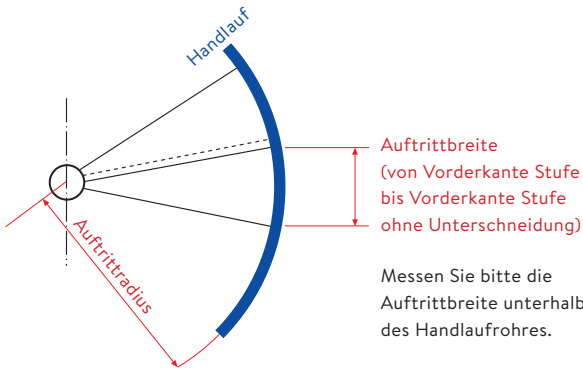 Handlauf
Auftrittbreite
(von Vorderkante Stufe
bis Vorderkante Stufe
ohne Unterschneidung)
Auftrittradius
Messen Sie bitte die
Auftrittbreite unterhalb
des Handlaufrohres.